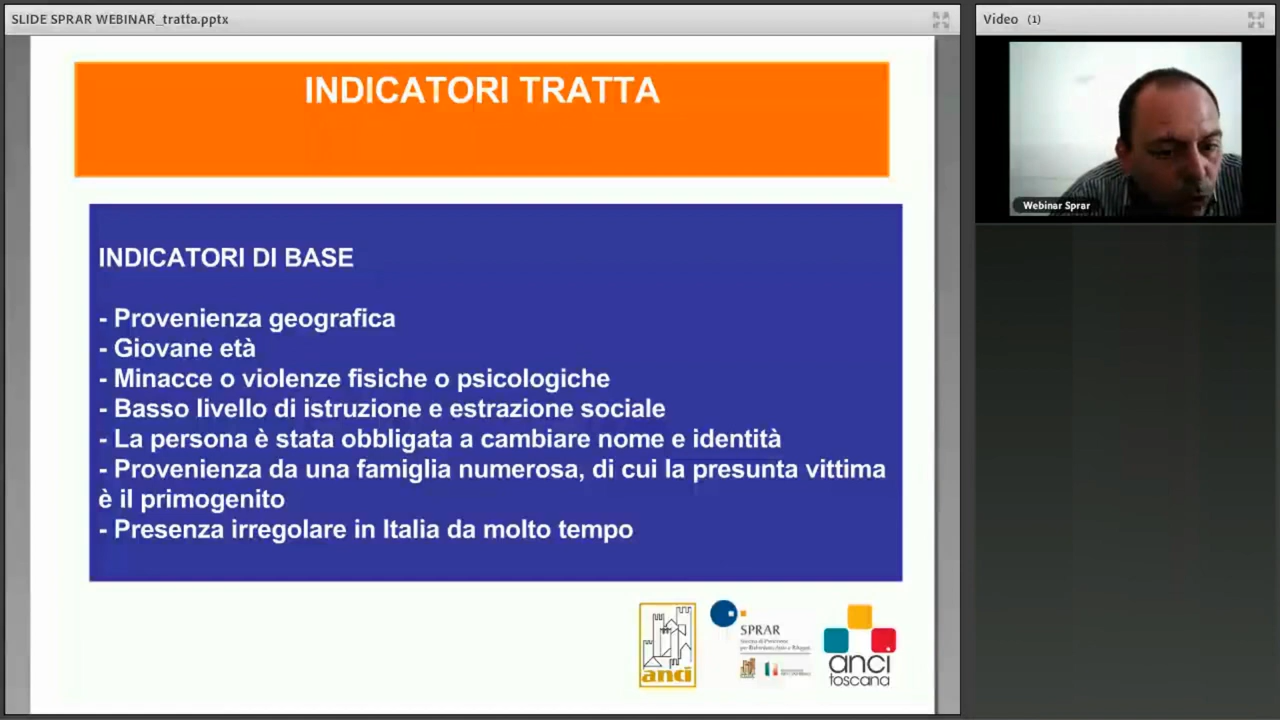 SLIDE SPRAR WEBINAR_tratta.pptx
Video (1)
INDICATORI TRATTA
Webinar Sprar
INDICATORI DI BASE
- Provenienza geografica
- Giovane età
- Minacce o violenze fisiche o psicologiche
- Basso livello di istruzione e estrazione sociale
- La persona è stata obbligata a cambiare nome e identità
- Provenienza da una famiglia numerosa, di cui la presunta vittima
è il primogenito
- Presenza irregolare in Italia da molto tempo
anci
SPRAR
anci
toscana